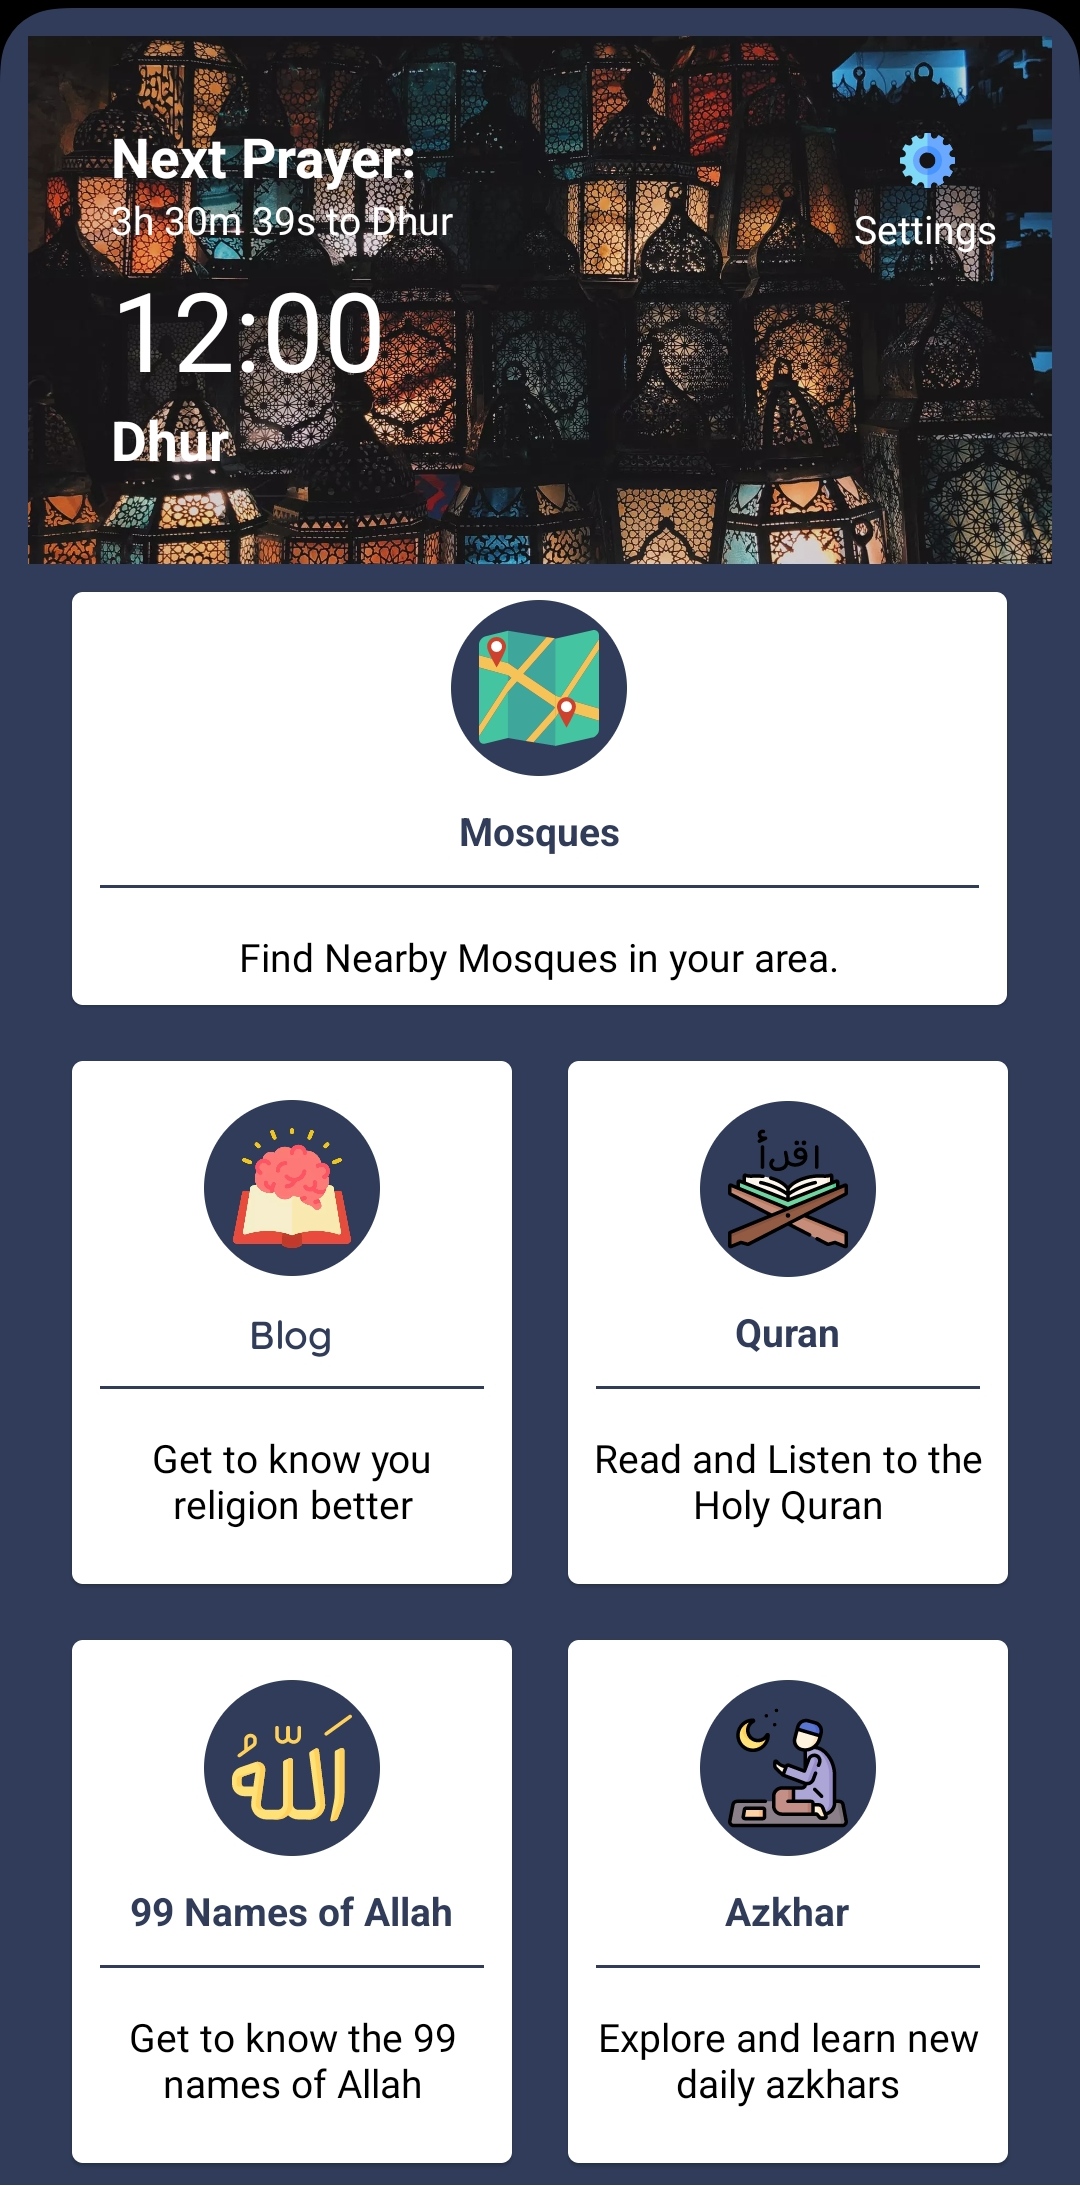 Next Prayer:
3h 30m 39s to Dhur
Settings
12:00
Dhur
Mosques
Find Nearby Mosques in your area.
اقرأ
Blog
Get to know you
religion better
Quran
Read and Listen to the
Holy Quran
اَللّٰهُ
99 Names of Allah
Get to know the 99
names of Allah
Azkhar
Explore and learn new
daily azkhars